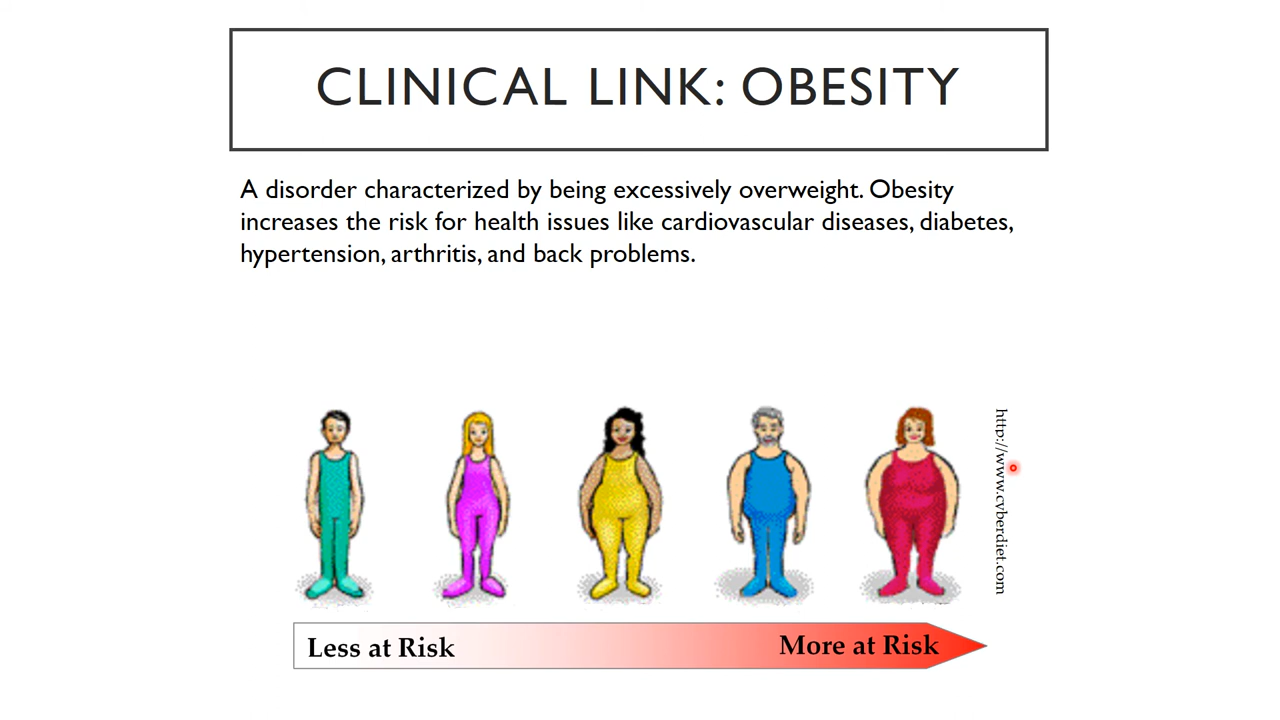 CLINICAL LINK: OBESITY
A disorder characterized by being excessively overweight. Obesity
increases the risk for health issues like cardiovascular diseases, diabetes,
hypertension, arthritis, and back problems.
http://www.cyberdiet.com
Less at Risk
More at Risk